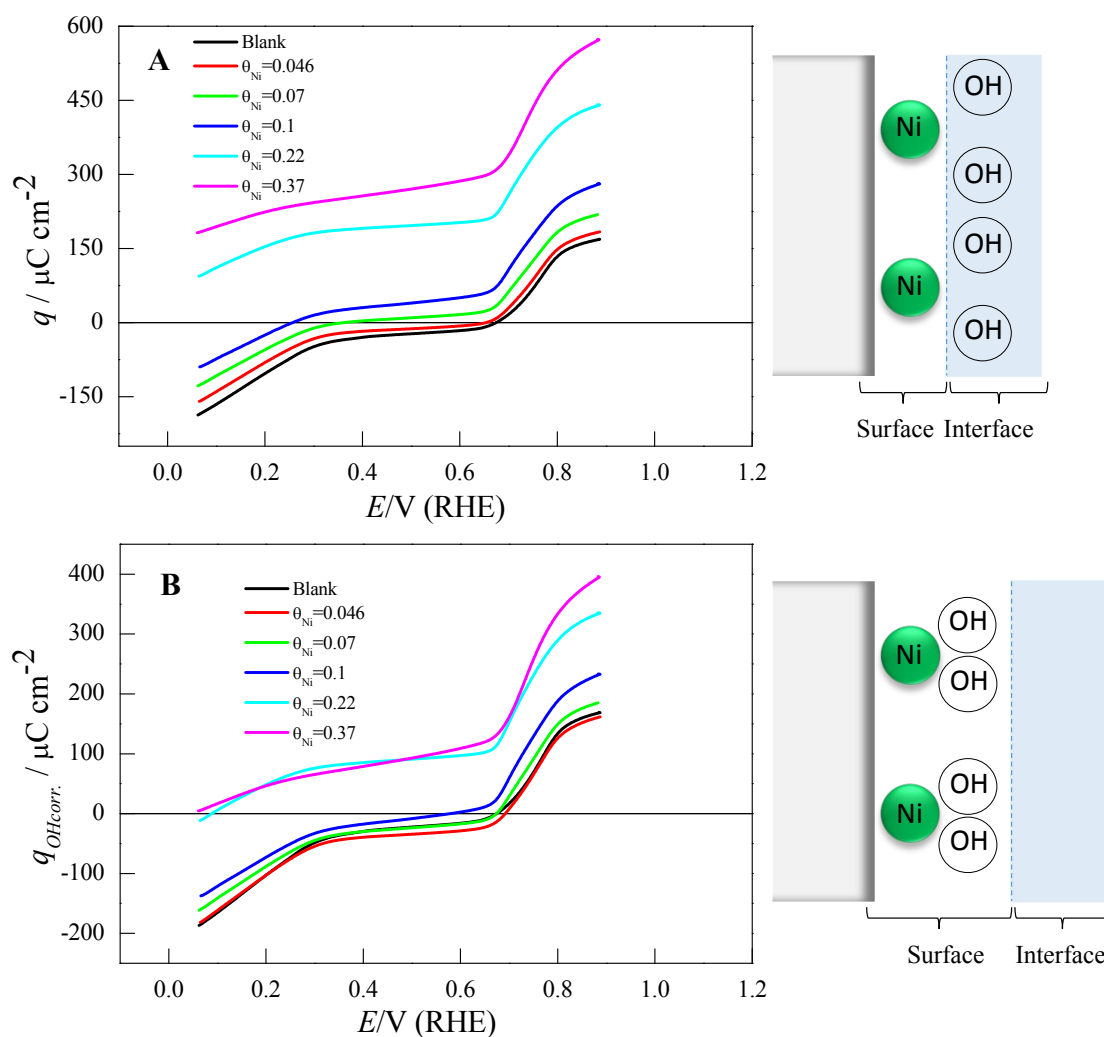 A
Blank
θNi=0.046
θNi=0.07
θNi=0.1
θNi=0.22
θNi=0.37
600
450
300
150
0
-150
q / μC cm-2
0.0 0.2 0.4 0.6 0.8 1.0 1.2
E/V (RHE)
Ni
Ni
OH
OH
OH
OH
Surface Interface
B
Blank
θNi=0.046
θNi=0.07
θNi=0.1
θNi=0.22
θNi=0.37
400
300
200
100
0
-100
-200
qOHcorr. / μC cm-2
0.0 0.2 0.4 0.6 0.8 1.0 1.2
E/V (RHE)
Ni
OH
OH
Ni
OH
OH
Surface Interface